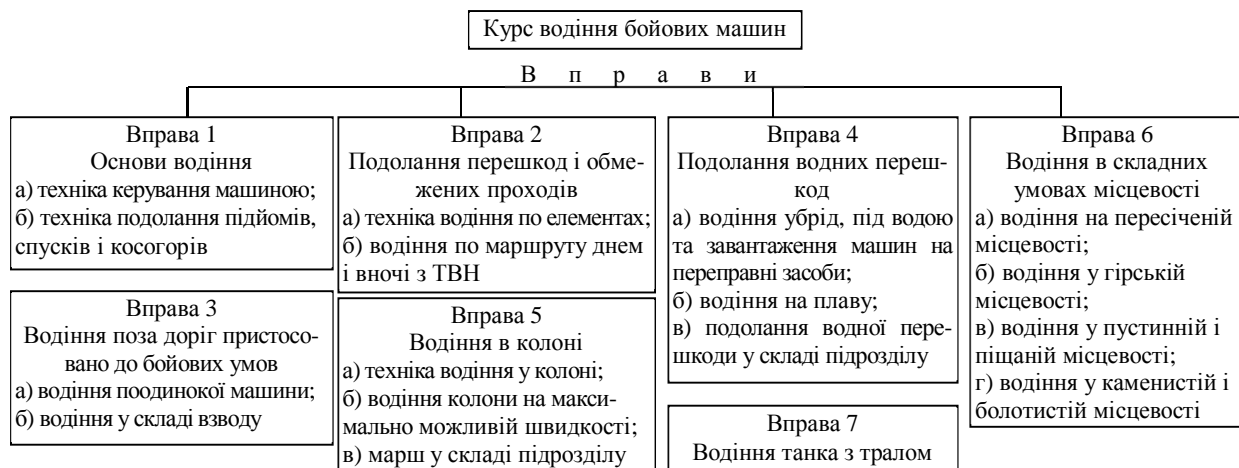 Курс водіння бойових машин
В п р а в и
Вправа 1
Основи водіння
а) техніка керування машиною;
б) техніка подолання підйомів,
спусків і косогорів
Вправа 2
Подолання перешкод і обме-
жених проходів
а) техніка водіння по елементах;
б) водіння по маршруту днем
і вночі з ТВН
Вправа 4
Подолання водних переш-
код
а) водіння убрід, під водою
та завантаження машин на
переправні засоби;
б) водіння на плаву;
в) подолання водної пере-
шкоди у складі підрозділу
Вправа 6
Водіння в складних
умовах місцевості
а) водіння на пересіченій
місцевості;
б) водіння у гірській
місцевості;
в) водіння у пустинній і
піщаній місцевості;
г) водіння у каменистій і
болотистій місцевості
Вправа 3
Водіння поза доріг пристосо-
вано до бойових умов
а) водіння поодинокої машини;
б) водіння у складі взводу
Вправа 5
Водіння в колоні
а) техніка водіння у колоні;
б) водіння колони на макси-
мально можливій швидкості;
в) марш у складі підрозділу
Вправа 7
Водіння танка з тралом